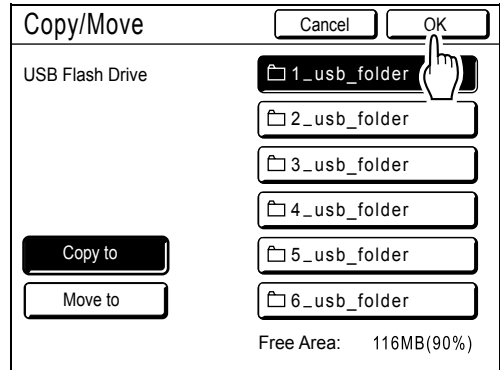 Copy/Move
Cancel
OK
USB Flash Drive
1_usb_folder
2_usb_folder
3_usb_folder
4_usb_folder
5_usb_folder
6_usb_folder
Copy to
Move to
Free Area: 116MB(90%)